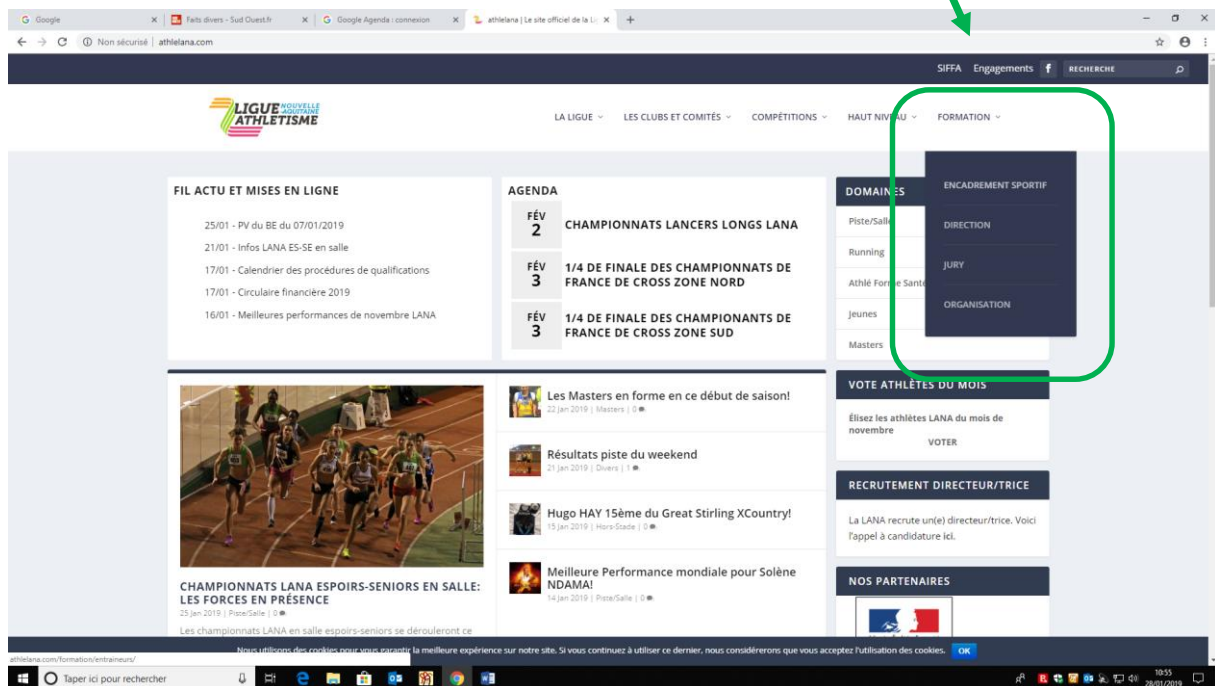 Google
Faits divers - Sud Ouest.fr
Google Agenda : connexion
athlelana | Le site officiel de la Li
Non sécurisé | athlelana.com
SIFFA Engagements f RECHERCHE
LIGUE NOUVELLE AQUITAINE
ATHLETISME
LA LIGUE LES CLUBS ET COMITÉS COMPÉTITIONS HAUT NIVEAU FORMATION
ENCADREMENT SPORTIF
DIRECTION
JURY
ORGANISATION
FIL ACTU ET MISES EN LIGNE
25/01 - PV du BE du 07/01/2019
21/01 - Infos LANA ES-SE en salle
17/01 - Calendrier des procédures de qualifications
17/01 - Circulaire financière 2019
16/01 - Meilleures performances de novembre LANA
AGENDA
FÉV
2
CHAMPIONNATS LANCERS LONGS LANA
FÉV
3
1/4 DE FINALE DES CHAMPIONNATS DE
FRANCE DE CROSS ZONE NORD
FÉV
3
1/4 DE FINALE DES CHAMPIONANTS DE
FRANCE DE CROSS ZONE SUD
DOMAINES
Piste/Salle
Running
Athlé Forme Santé
Jeunes
Masters
CHAMPIONNATS LANA ESPOIRS-SENIORS EN SALLE:
LES FORCES EN PRÉSENCE
25 Jan 2019 | Piste/Salle | 0
Les championnats LANA en salle espoirs-seniors se dérouleront ce
Les Masters en forme en ce début de saison!
22 Jan 2019 | Masters | 0
Résultats piste du weekend
21 Jan 2019 | Divers | 1
Hugo HAY 15ème du Great Stirling XCountry!
15 Jan 2019 | Hors-Stade | 0
Meilleure Performance mondiale pour Solène
NDAMA!
14 Jan 2019 | Piste/Salle | 0
VOTE ATHLÈTES DU MOIS
Élisez les athlètes LANA du mois de
novembre
VOTER
RECRUTEMENT DIRECTEUR/TRICE
La LANA recrute un(e) directeur/trice. Voici
l'appel à candidature ici.
NOS PARTENAIRES
Nous utilisons des cookies pour vous garantir la meilleure expérience sur notre site. Si vous continuez à utiliser ce dernier, nous considérerons que vous acceptez l'utilisation des cookies. OK
athlelana.com/formation/entraineurs/
Taper ici pour rechercher
10:55
28/01/2019